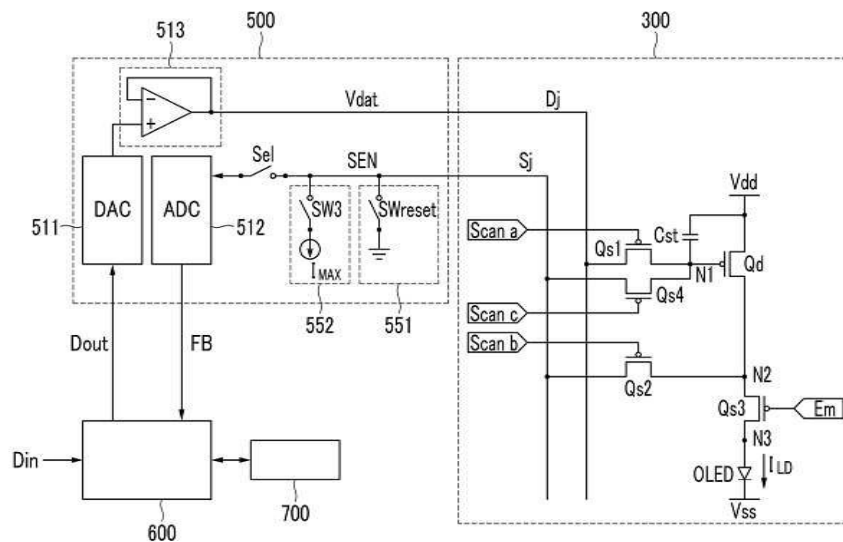 500
300
513
Vdat
Dj
Sel
SEN
Sj
Vdd
511
DAC
ADC
512
SW3
SWreset
Scan a
Cst
Qs1
Qd
N1
IMAX
Qs4
Scan c
552
551
Scan b
Dout
FB
Qs2
N2
Qs3
Em
N3
Din
OLED
ILD
700
Vss
600